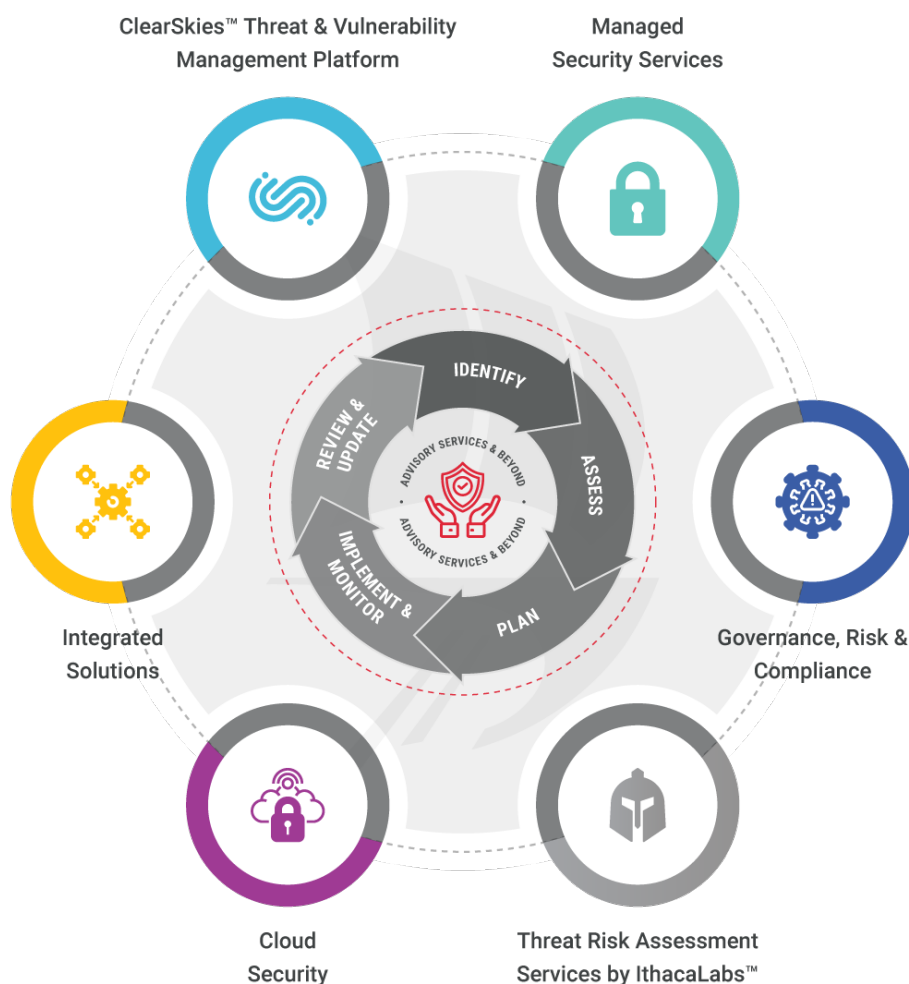 ClearSkies™ Threat & Vulnerability
Management Platform
Managed
Security Services
IDENTIFY
ASSESS
PLAN
IMPLEMENT &
MONITOR
REVIEW &
UPDATE
ADVISORY SERVICES & BEYOND
ADVISORY SERVICES & BEYOND
Integrated
Solutions
Governance, Risk &
Compliance
Cloud
Security
Threat Risk Assessment
Services by IthacaLabs™